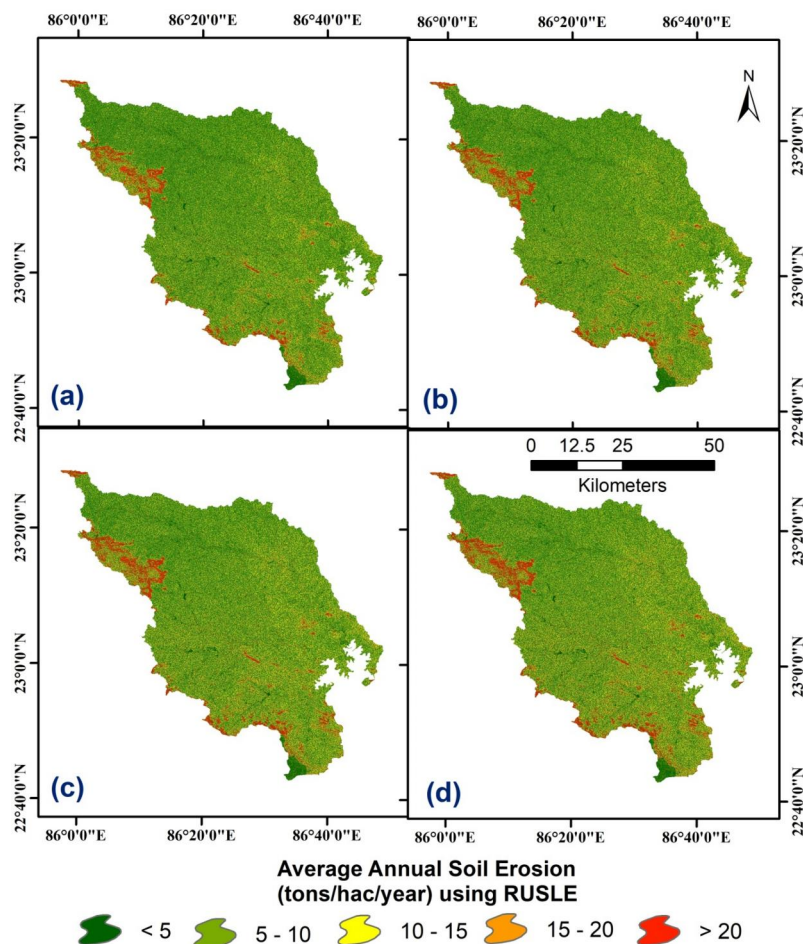 86°0'0"E 86°20'0"E 86°40'0"E 86°0'0"E 86°20'0"E 86°40'0"E
N
23°20'0"N 23°20'0"N
23°0'0"N 23°0'0"N
22°40'0"N 22°40'0"N
(a) (b)
0 12.5 25 50
Kilometers
23°20'0"N 23°20'0"N
23°0'0"N 23°0'0"N
22°40'0"N 22°40'0"N
(c) (d)
86°0'0"E 86°20'0"E 86°40'0"E 86°0'0"E 86°20'0"E 86°40'0"E
Average Annual Soil Erosion
(tons/hac/year) using RUSLE
< 5 5 - 10 10 - 15 15 - 20 > 20